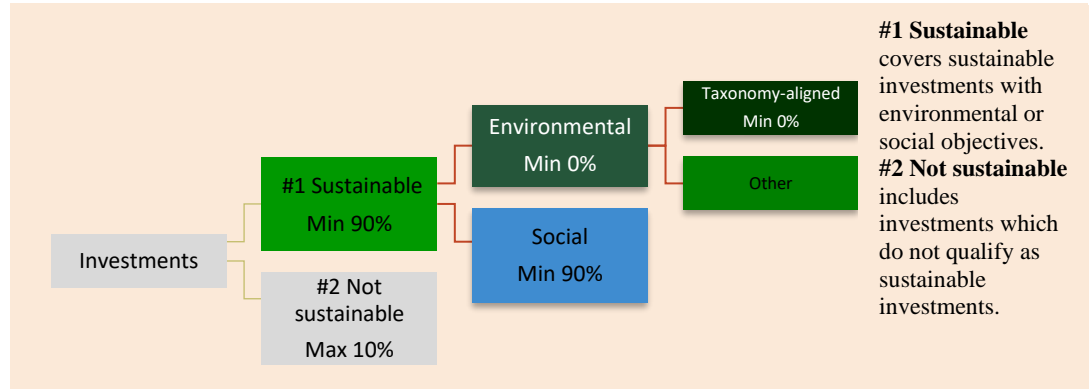 Investments
#1 Sustainable
Min 90%
#2 Not
sustainable
Max 10%
Environmental
Min 0%
Social
Min 90%
Taxonomy-aligned
Min 0%
Other
#1 Sustainable
covers sustainable
investments with
environmental or
social objectives.
#2 Not sustainable
includes
investments which
do not qualify as
sustainable
investments.